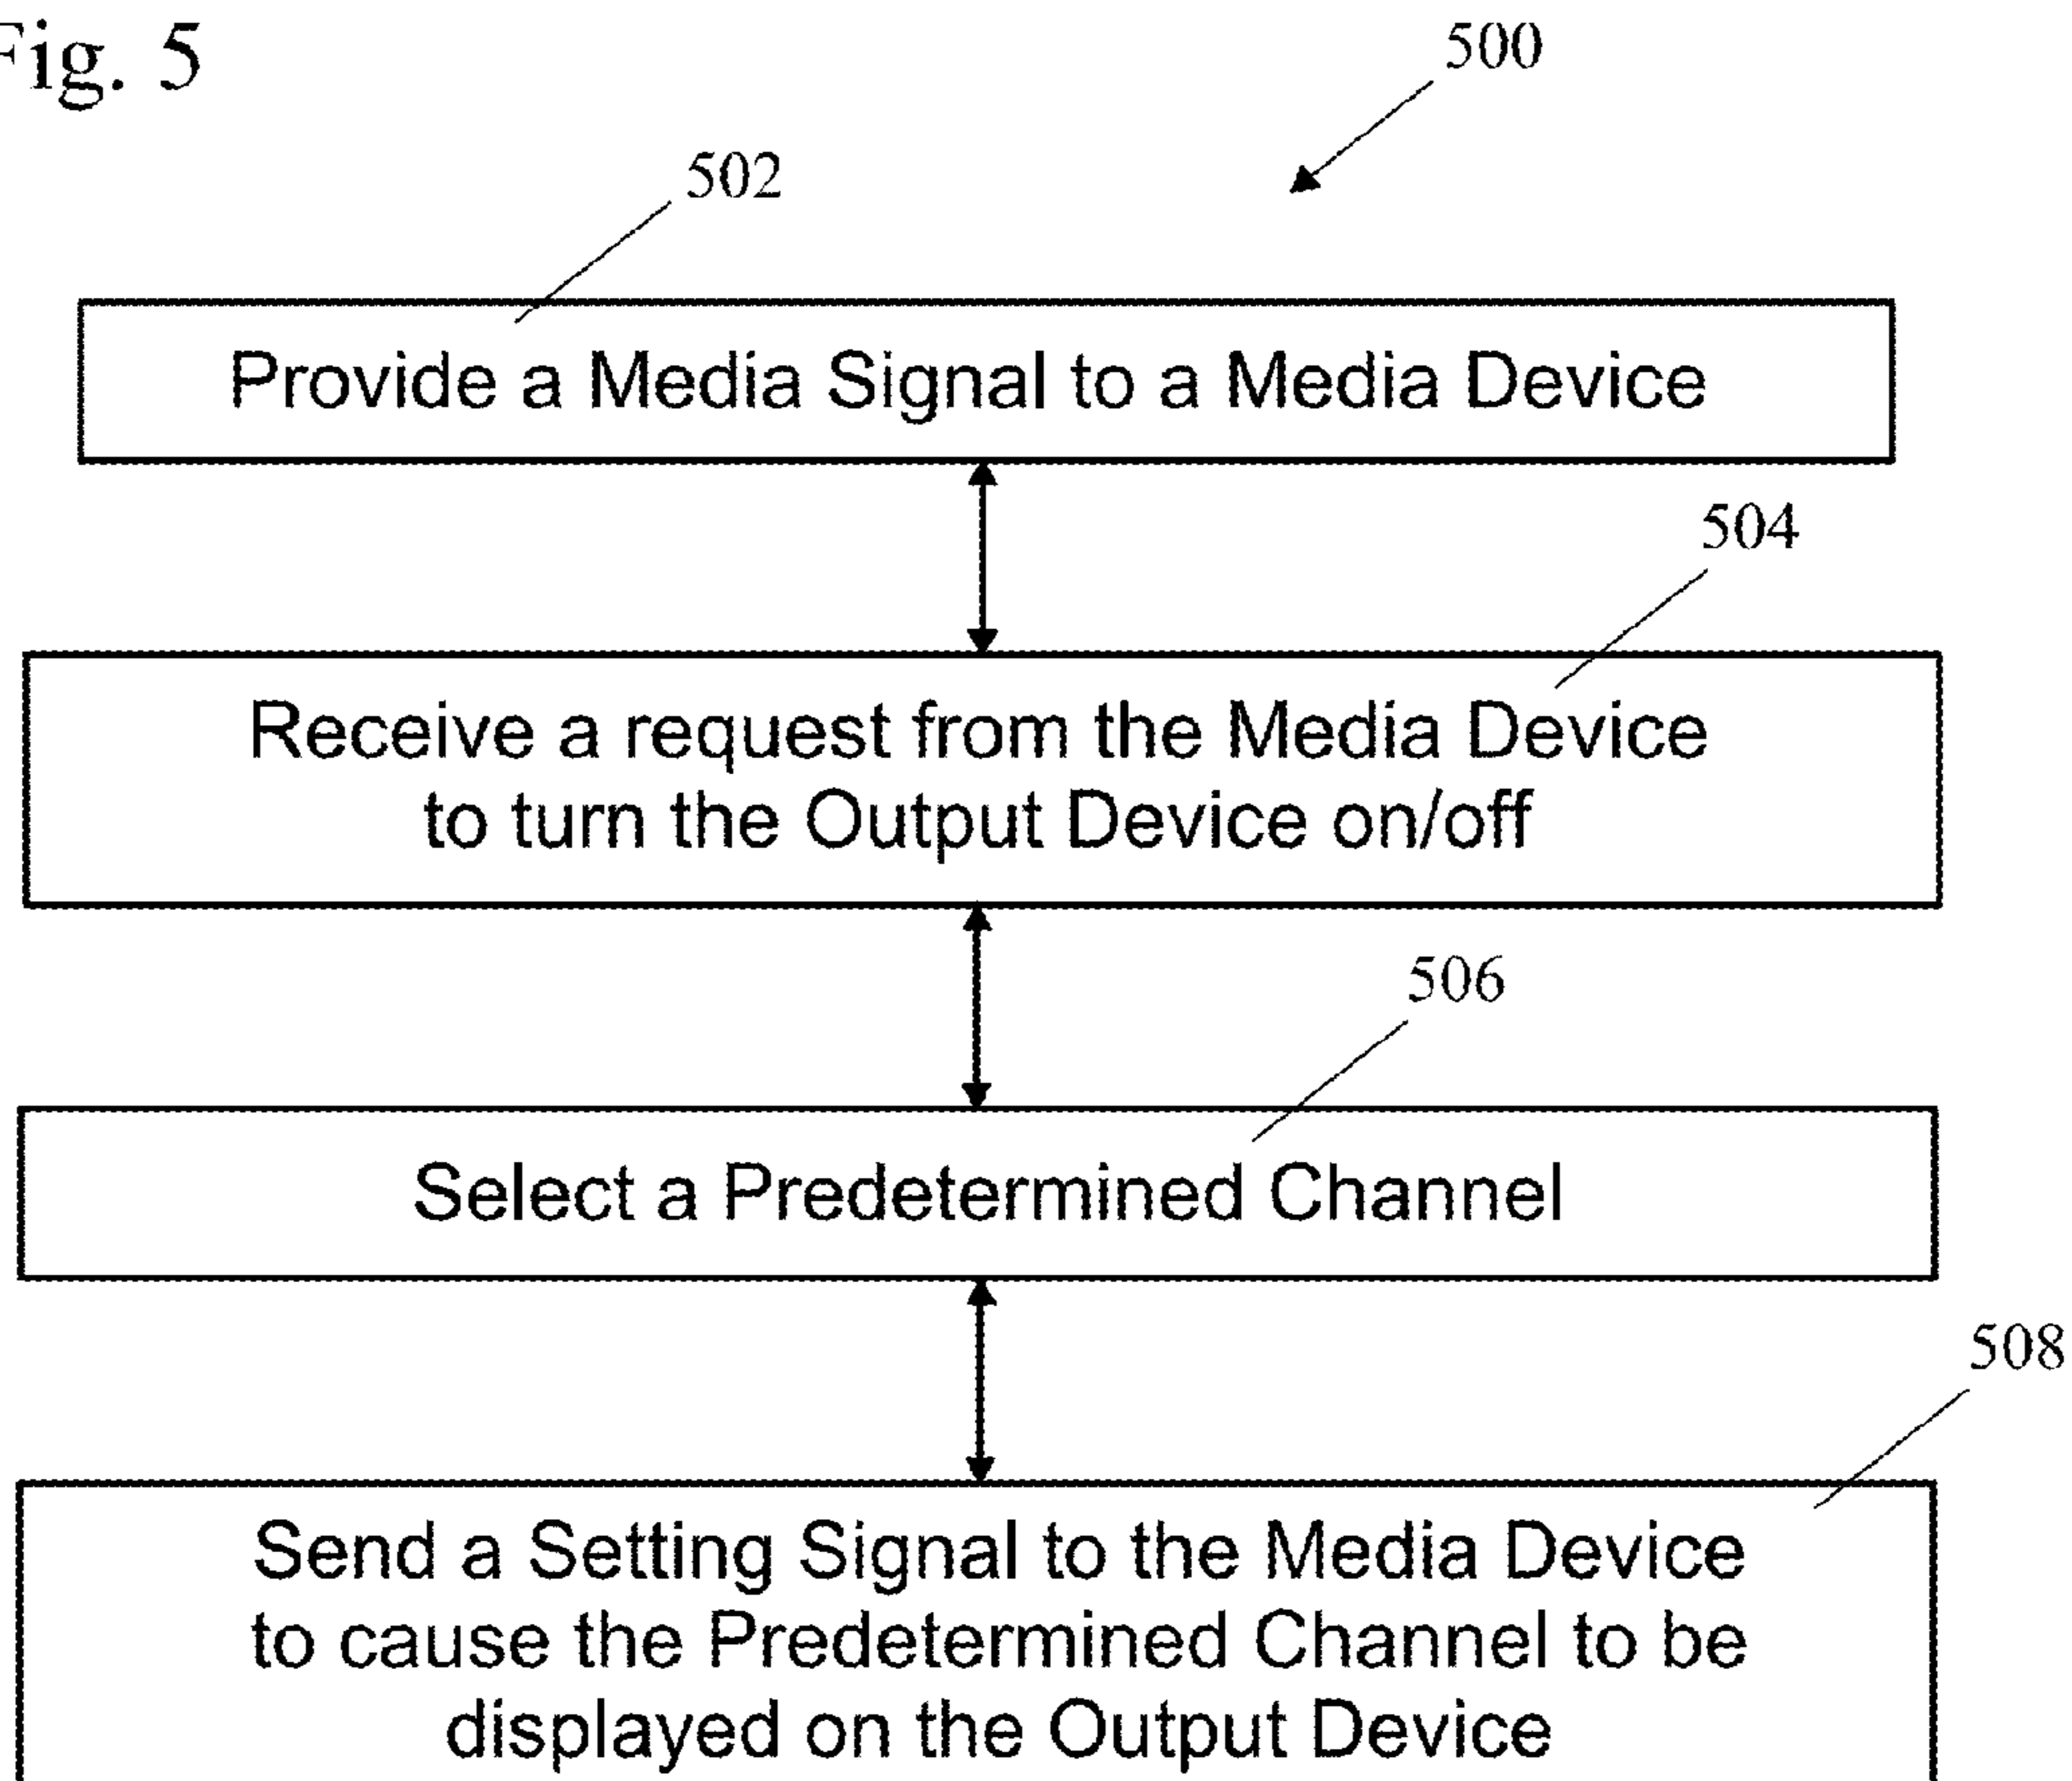 Fig. 5
500
502
Provide a Media Signal to a Media Device
504
Receive a request from the Media Device
to turn the Output Device on/off
506
Select a Predetermined Channel
508
Send a Setting Signal to the Media Device
to cause the Predetermined Channel to be
displayed on the Output Device